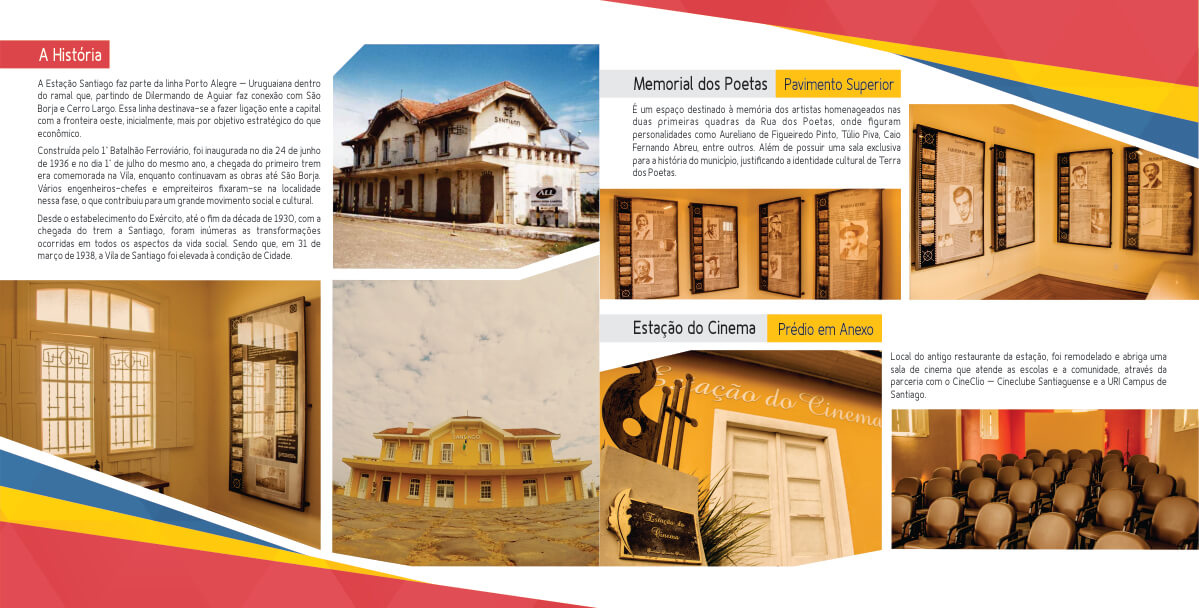 A História
A Estação Santiago faz parte da linha Porto Alegre – Uruguaiana dentro
do ramal que, partindo de Dilermando de Aguiar faz conexão com São
Borja e Cerro Largo. Essa linha destinava-se a fazer ligação ente a capital
com a fronteira oeste, inicialmente, mais por objetivo estratégico do que
econômico.
Construída pelo 1° Batalhão Ferroviário, foi inaugurada no dia 24 de junho
de 1936 e no dia 1° de julho do mesmo ano, a chegada do primeiro trem
era comemorada na Vila, enquanto continuavam as obras até São Borja.
Vários engenheiros-chefes e empreiteiros fixaram-se na localidade
nessa fase, o que contribuiu para um grande movimento social e cultural.
Desde o estabelecimento do Exército, até o fim da década de 1930, com a
chegada do trem a Santiago, foram inúmeras as transformações
ocorridas em todos os aspectos da vida social. Sendo que, em 31 de
março de 1938, a Vila de Santiago foi elevada à condição de Cidade.
SANTIAGO
ALL
SANTIAGO
Memorial dos Poetas Pavimento Superior
É um espaço destinado à memória dos artistas homenageados nas
duas primeiras quadras da Rua dos Poetas, onde figuram
personalidades como Aureliano de Figueiredo Pinto, Túlio Piva, Caio
Fernando Abreu, entre outros. Além de possuir uma sala exclusiva
para a história do município, justificando a identidade cultural de Terra
dos Poetas.
Estação do Cinema Prédio em Anexo
Estação do Cinema
Estação do
Cinema
Local do antigo restaurante da estação, foi remodelado e abriga uma
sala de cinema que atende as escolas e a comunidade, através da
parceria com o CineClio – Cineclube Santiaguense e a URI Campus de
Santiago.